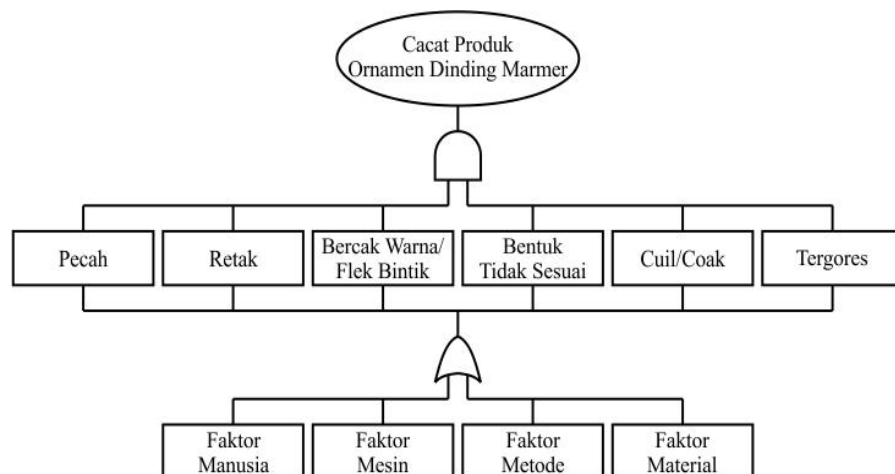 Cacat Produk
Ornamen Dinding Marmer
Pecah
Retak
Bercak Warna/
Flek Bintik
Bentuk
Tidak Sesuai
Cuil/Coak
Tergores
Faktor
Manusia
Faktor
Mesin
Faktor
Metode
Faktor
Material